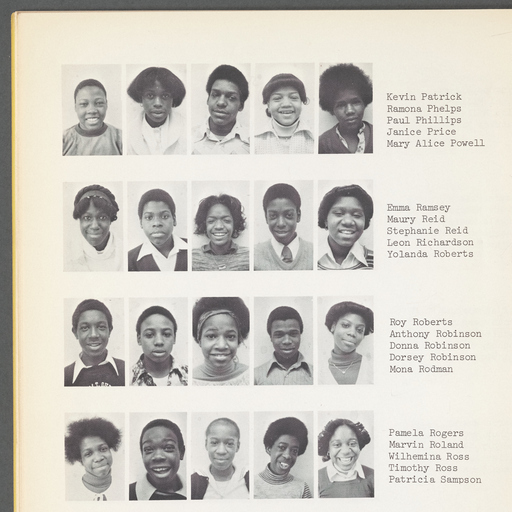 Kevin Patrick
Ramona Phelps
Paul Phillips
Janice Price
Mary Alice Powell
Emma Ramsey
Maury Reid
Stephanie Reid
Leon Richardson
Yolanda Roberts
Roy Roberts
Anthony Robinson
Donna Robinson
Dorsey Robinson
Mona Rodman
Pamela Rogers
Marvin Roland
Wilhemina Ross
Timothy Ross
Patricia Sampson